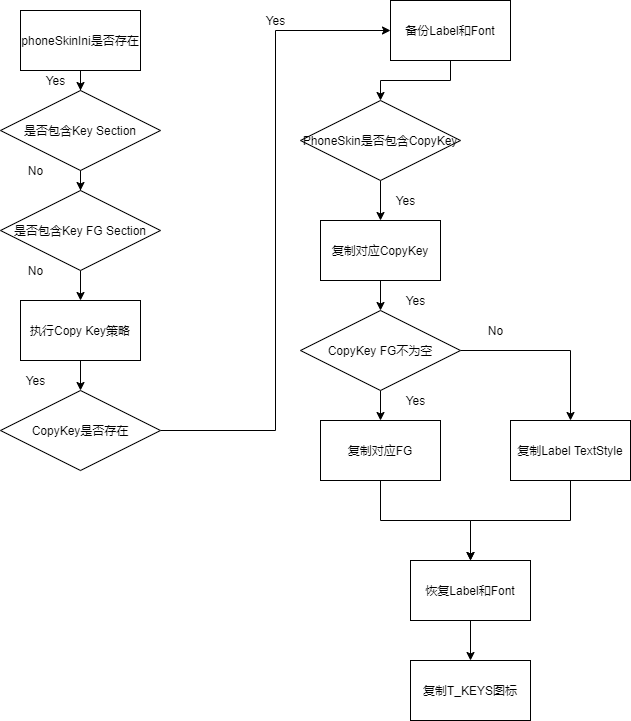 phoneSkinIni是否存在
Yes
是否包含Key Section
No
是否包含Key FG Section
No
执行Copy Key策略
Yes
CopyKey是否存在
Yes
备份Label和Font
PhoneSkin是否包含CopyKey
Yes
复制对应CopyKey
Yes
CopyKey FG不为空
No
Yes
复制对应FG
复制Label TextStyle
恢复Label和Font
复制T_KEYS图标